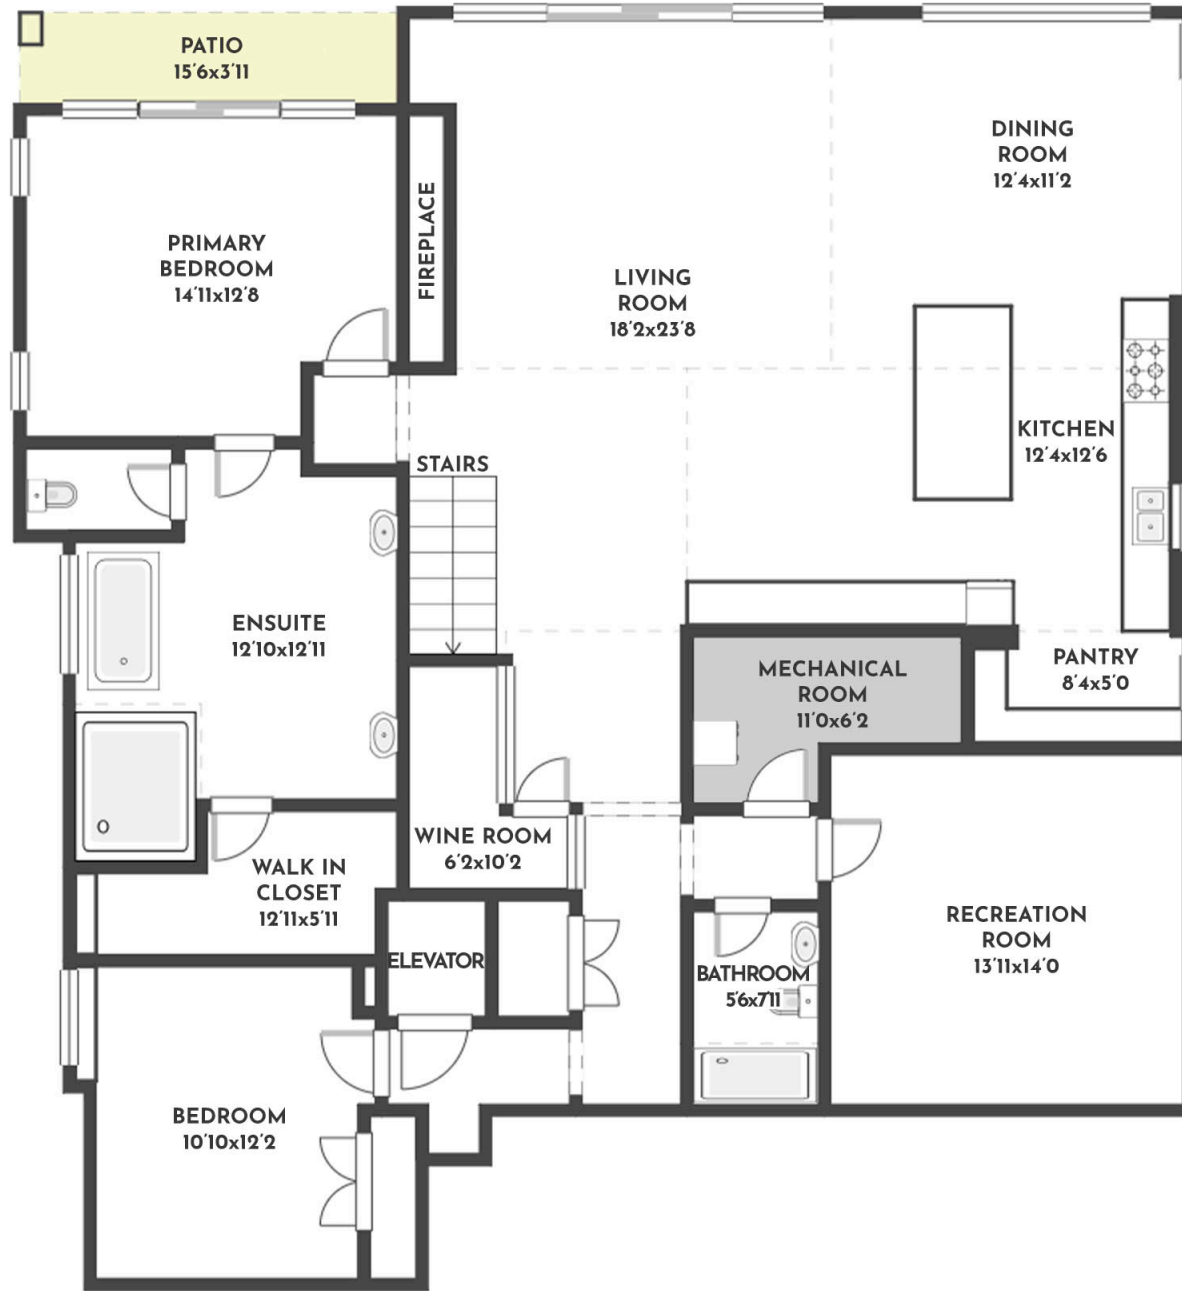 PATIO
15'6x3'11
DINING
ROOM
12'4x11'2
FIREPLACE
PRIMARY
BEDROOM
14'11x12'8
LIVING
ROOM
18'2x23'8
KITCHEN
12'4x12'6
STAIRS
ENSUITE
12'10x12'11
MECHANICAL
ROOM
11'0x6'2
PANTRY
8'4x5'0
WINE ROOM
6'2x10'2
WALK IN
CLOSET
12'11x5'11
RECREATION
ROOM
13'11x14'0
ELEVATOR
BATHROOM
5'6x7'11
BEDROOM
10'10x12'2